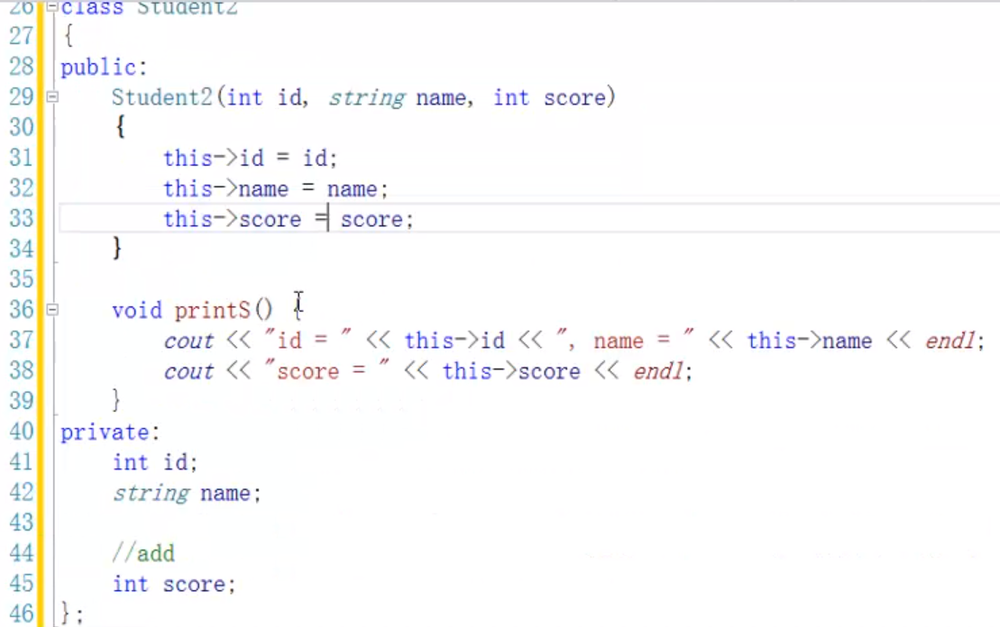 26 class Student2
27 {
28 public:
29 Student2(int id, string name, int score)
30 {
31 this->id = id;
32 this->name = name;
33 this->score = score;
34 }
35
36 void printS() {
37 cout << "id = " << this->id << ", name = " << this->name << endl;
38 cout << "score = " << this->score << endl;
39 }
40 private:
41 int id;
42 string name;
43
44 //add
45 int score;
46 };